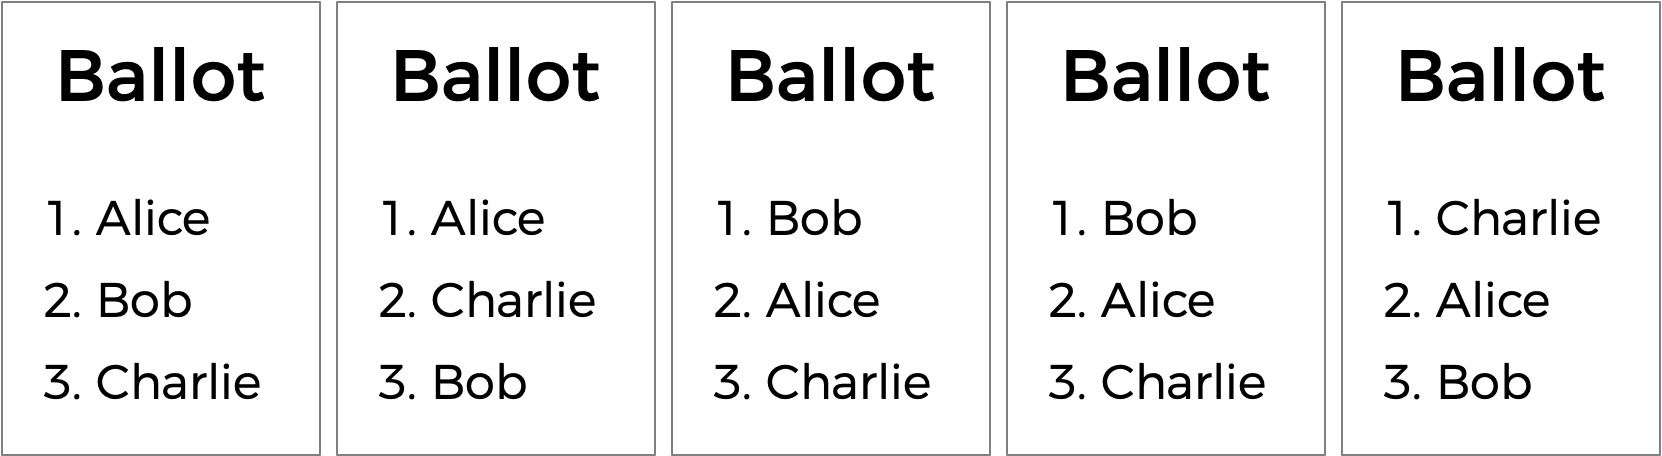 Ballot
1. Alice
2. Bob
3. Charlie
Ballot
1. Alice
2. Charlie
3. Bob
Ballot
1. Bob
2. Alice
3. Charlie
Ballot
1. Bob
2. Alice
3. Charlie
Ballot
1. Charlie
2. Alice
3. Bob